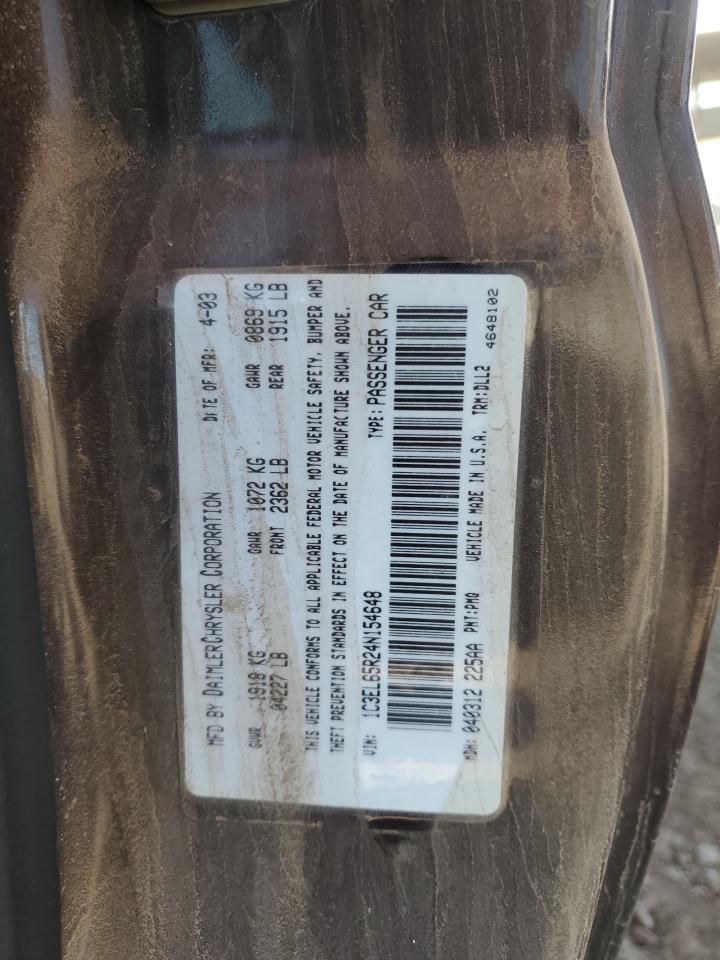 MFD BY DAIMLERCHRYSLER CORPORATION DATE OF MFR: 4-03
GVWR 1918 KG GAWR 1072 KG GAWR 0869 KG
04227 LB FRONT 2362 LB REAR 1915 LB
THIS VEHICLE CONFORMS TO ALL APPLICABLE FEDERAL MOTOR VEHICLE SAFETY, BUMPER AND
THEFT PREVENTION STANDARDS IN EFFECT ON THE DATE OF MANUFACTURE SHOWN ABOVE.
VIN: 1C3EL65R24N154648 TYPE: PASSENGER CAR
MDH: 040312 225AA PNT:PMQ VEHICLE MADE IN U.S.A. TRM:DLL2
4648102